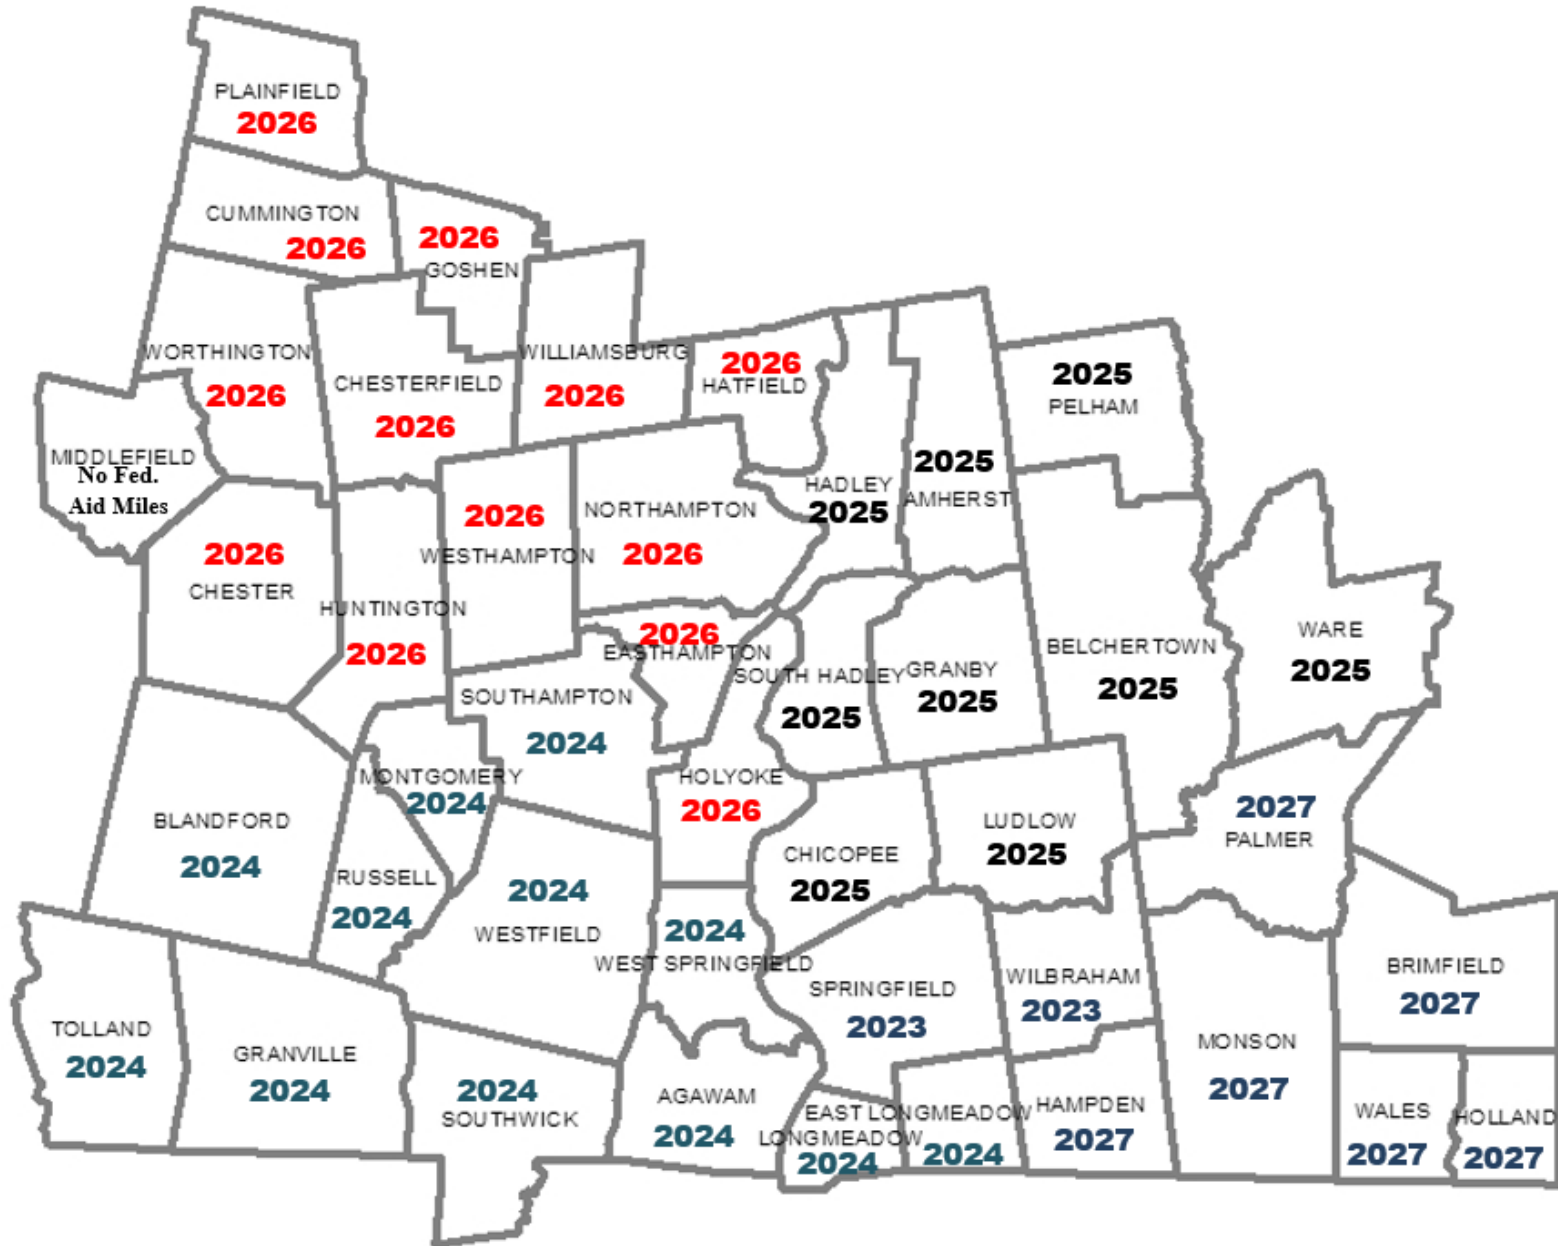 PLAINFIELD
2026
CUMMINGTON
2026
2026
GOSHEN
WORTHINGTON
2026
CHESTERFIELD
2026
WILLIAMSBURG
2026
2026
HATFIELD
2025
PELHAM
MIDDLEFIELD
No Fed.
Aid Miles
2026
CHESTER
HUNTINGTON
2026
2026
WESTHAMPTON
NORTHAMPTON
2026
HADLEY
2025
2025
AMHERST
2026
EASTHAMPTON
SOUTH HADLEY
2025
GRANBY
2025
BELCHERTOWN
2025
WARE
2025
SOUTHAMPTON
2024
MONTGOMERY
2024
HOLYOKE
2026
BLANDFORD
2024
RUSSELL
2024
2024
WESTFIELD
2024
WEST SPRINGFIELD
CHICOPEE
2025
LUDLOW
2025
2027
PALMER
SPRINGFIELD
2023
WILBRAHAM
2023
BRIMFIELD
2027
TOLLAND
2024
GRANVILLE
2024
2024
SOUTHWICK
AGAWAM
2024
LONGMEADOW
2024
EAST LONGMEADOW
2024
HAMPDEN
2027
MONSON
2027
WALES
2027
HOLLAND
2027